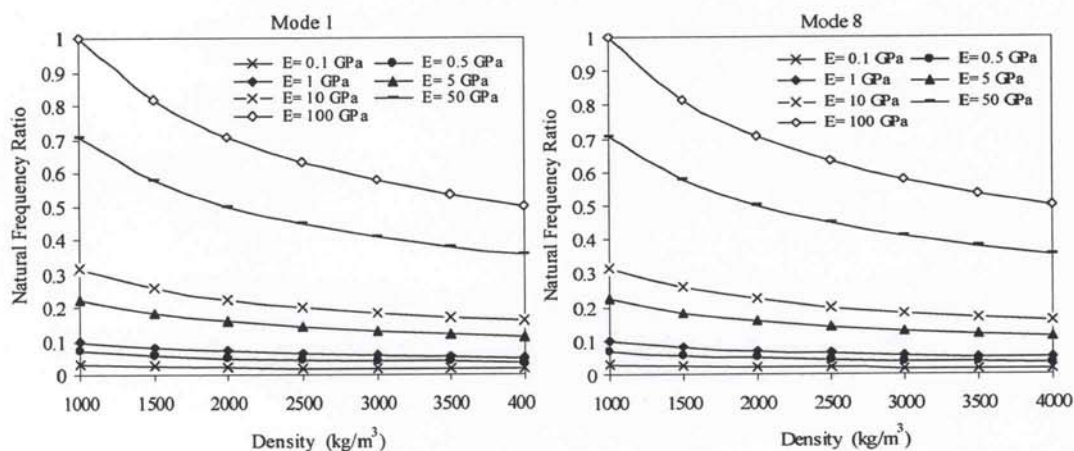 Mode 1
Natural Frequency Ratio
1
0.9
0.8
0.7
0.6
0.5
0.4
0.3
0.2
0.1
0
E= 0.1 GPa
E= 0.5 GPa
E= 1 GPa
E= 5 GPa
E= 10 GPa
E= 50 GPa
E= 100 GPa
1000 1500 2000 2500 3000 3500 400
Density (kg/m³)
Mode 8
Natural Frequency Ratio
1
0.9
0.8
0.7
0.6
0.5
0.4
0.3
0.2
0.1
0
E= 0.1 GPa
E= 0.5 GPa
E= 1 GPa
E= 5 GPa
E= 10 GPa
E= 50 GPa
E= 100 GPa
1000 1500 2000 2500 3000 3500 4000
Density (kg/m³)